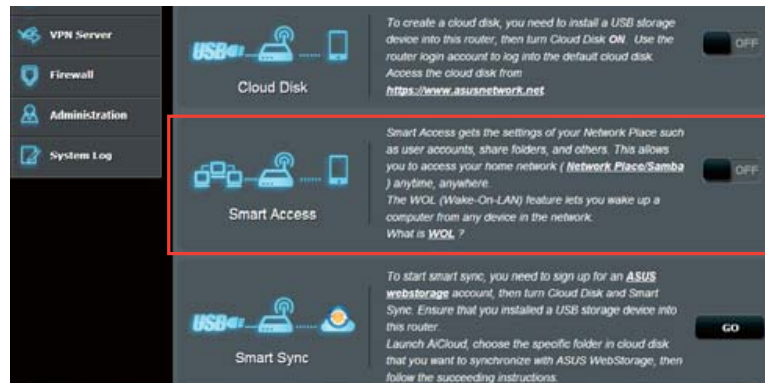 VPN Server
Firewall
Administration
System Log
USB
Cloud Disk
To create a cloud disk, you need to install a USB storage
device into this router, then turn Cloud Disk ON. Use the
router login account to log into the default cloud disk.
Access the cloud disk from
https://www.asusnetwork.net
OFF
Smart Access
Smart Access gets the settings of your Network Place such
as user accounts, share folders, and others. This allows
you to access your home network ( Network Place/Samba
) anytime, anywhere.
The WOL (Wake-On-LAN) feature lets you wake up a
computer from any device in the network.
What is WOL ?
OFF
USB
Smart Sync
To start smart sync, you need to sign up for an ASUS
webstorage account, then turn Cloud Disk and Smart
Sync. Ensure that you installed a USB storage device into
this router.
Launch AiCloud, choose the specific folder in cloud disk
that you want to synchronize with ASUS WebStorage, then
follow the succeeding instructions.
GO